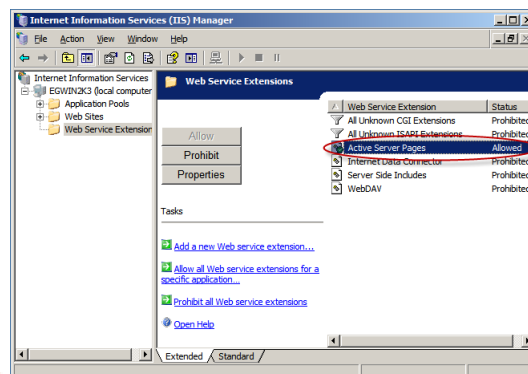 Internet Information Services (IIS) Manager
File Action View Window Help
Internet Information Services
EGWIN2K3 (local computer
Application Pools
Web Sites
Web Service Extension
Web Service Extensions
Allow
Prohibit
Properties
Tasks
Add a new Web service extension...
Allow all Web service extensions for a
specific application...
Prohibit all Web service extensions
Open Help
Web Service Extension Status
All Unknown CGI Extensions Prohibited
All Unknown ISAPI Extensions Prohibited
Active Server Pages Allowed
Internet Data Connector Prohibited
Server Side Includes Prohibited
WebDAV Prohibited
Extended Standard